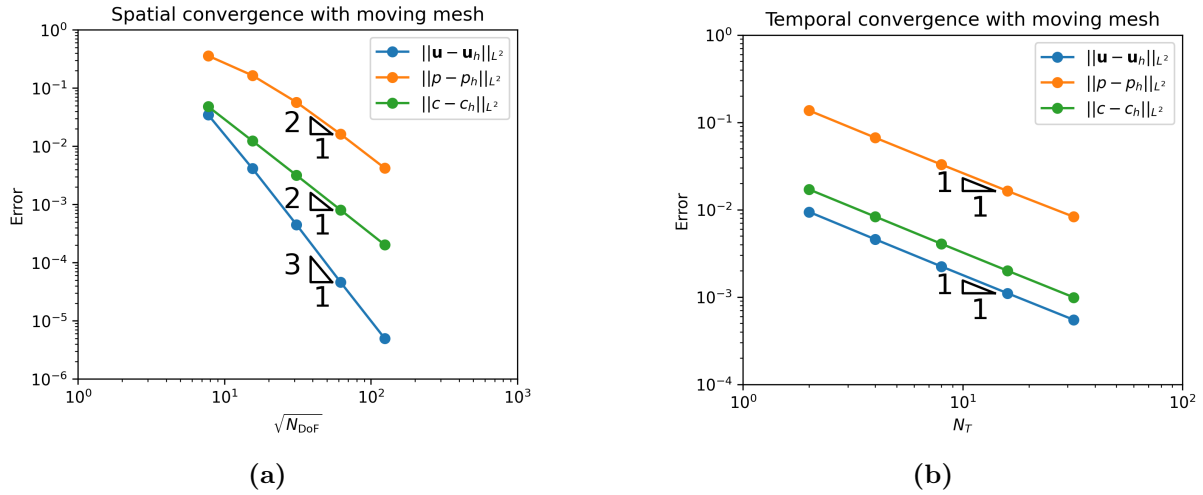 Spatial convergence with moving mesh
10^0
10^-1
10^-2
10^-3
10^-4
10^-5
10^-6
Error
||u − u_h||_{L^2}
||p − p_h||_{L^2}
||c − c_h||_{L^2}
2
1
2
1
3
1
10^0
10^1
10^2
10^3
√N_DoF
(a)
Temporal convergence with moving mesh
10^0
10^-1
10^-2
10^-3
10^-4
Error
||u − u_h||_{L^2}
||p − p_h||_{L^2}
||c − c_h||_{L^2}
1
1
1
1
10^0
10^1
10^2
N_T
(b)